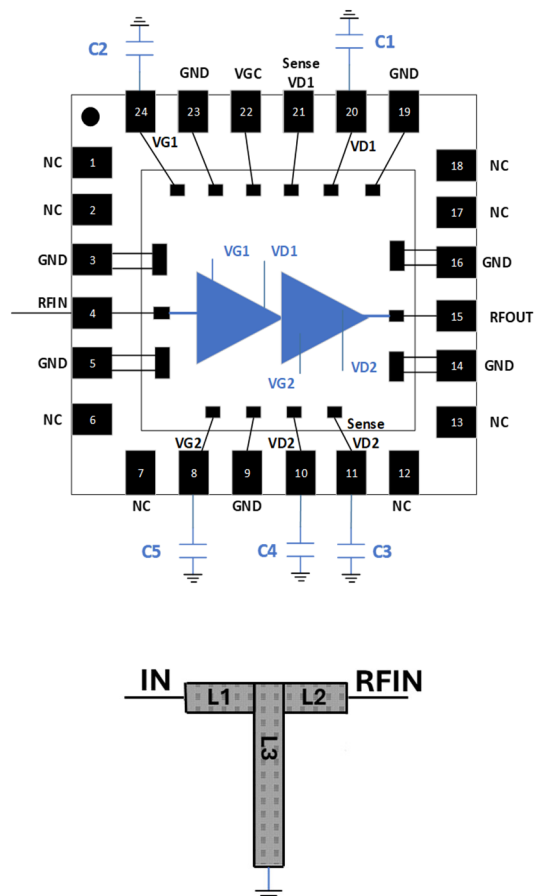 C2
C1
Sense
GND VGC VD1 GND
24 23 22 21 20 19
VG1 VD1
NC 1 18 NC
NC 2 17 NC
VG1 VD1
GND 3 16 GND
RFIN 4 15 RFOUT
GND 5 14 GND
VG2 VD2
NC 6 13 NC
Sense
VG2 VD2 VD2
7 8 9 10 11 12
NC GND NC
C5 C4 C3
IN RFIN
L1 L2
L3